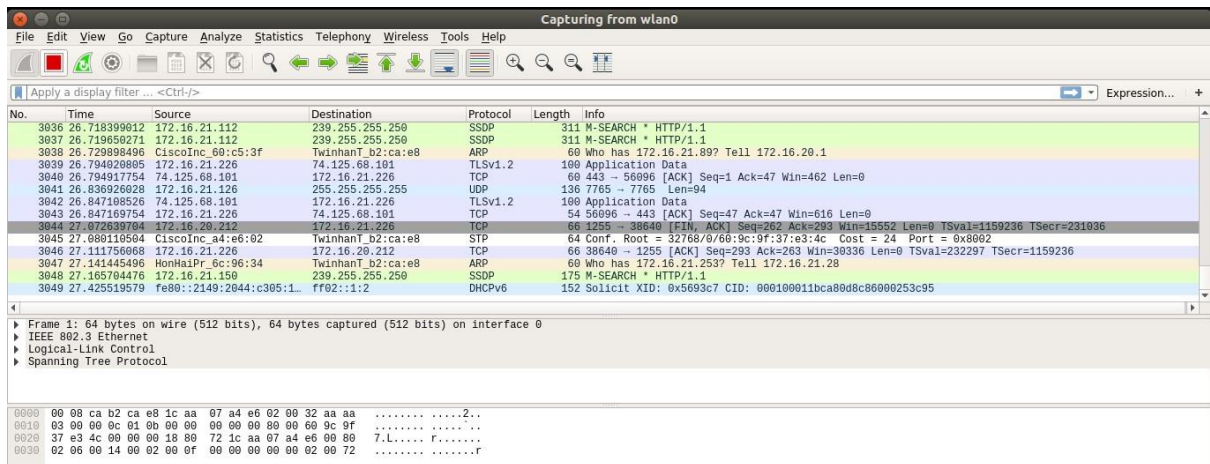 Capturing from wlan0
File Edit View Go Capture Analyze Statistics Telephony Wireless Tools Help
Apply a display filter ... <Ctrl-/> Expression... +
No. Time Source Destination Protocol Length Info
3036 26.718399012 172.16.21.112 239.255.255.250 SSDP 311 M-SEARCH * HTTP/1.1
3037 26.719650271 172.16.21.112 239.255.255.250 SSDP 311 M-SEARCH * HTTP/1.1
3038 26.729898496 CiscoInc_60:c5:3f TwinhanT_b2:ca:e8 ARP 60 Who has 172.16.21.89? Tell 172.16.20.1
3039 26.794020805 172.16.21.226 74.125.68.101 TLSv1.2 100 Application Data
3040 26.794917754 74.125.68.101 172.16.21.226 TCP 60 443 → 56096 [ACK] Seq=1 Ack=47 Win=462 Len=0
3041 26.836926028 172.16.21.126 255.255.255.255 UDP 136 7765 → 7765 Len=94
3042 26.847108526 74.125.68.101 172.16.21.226 TLSv1.2 100 Application Data
3043 26.847169754 172.16.21.226 74.125.68.101 TCP 54 56096 → 443 [ACK] Seq=47 Ack=47 Win=616 Len=0
3044 27.072639704 172.16.20.212 172.16.21.226 TCP 66 1255 → 38640 [FIN, ACK] Seq=262 Ack=293 Win=15552 Len=0 TSval=1159236 TSecr=231036
3045 27.080110504 CiscoInc_a4:e6:02 TwinhanT_b2:ca:e8 STP 64 Conf. Root = 32768/0/60:9c:9f:37:e3:4c Cost = 24 Port = 0x8002
3046 27.111756068 172.16.21.226 172.16.20.212 TCP 66 38640 → 1255 [ACK] Seq=293 Ack=263 Win=30336 Len=0 TSval=232297 TSecr=1159236
3047 27.141445496 HonHaiPr_6c:96:34 TwinhanT_b2:ca:e8 ARP 60 Who has 172.16.21.253? Tell 172.16.21.28
3048 27.165704476 172.16.21.150 239.255.255.250 SSDP 175 M-SEARCH * HTTP/1.1
3049 27.425519579 fe80::2149:2044:c305:1… ff02::1:2 DHCPv6 152 Solicit XID: 0x5693c7 CID: 000100011bca80d8c86000253c95
Frame 1: 64 bytes on wire (512 bits), 64 bytes captured (512 bits) on interface 0
IEEE 802.3 Ethernet
Logical-Link Control
Spanning Tree Protocol
0000 00 08 ca b2 ca e8 1c aa 07 a4 e6 02 00 32 aa aa ........ .....2..
0010 03 00 00 0c 01 0b 00 00 00 00 00 80 00 60 9c 9f ........ .....`..
0020 37 e3 4c 00 00 00 18 80 72 1c aa 07 a4 e6 00 80 7.L..... r.......
0030 02 06 00 14 00 02 00 0f 00 00 00 00 00 02 00 72 ........ .......r